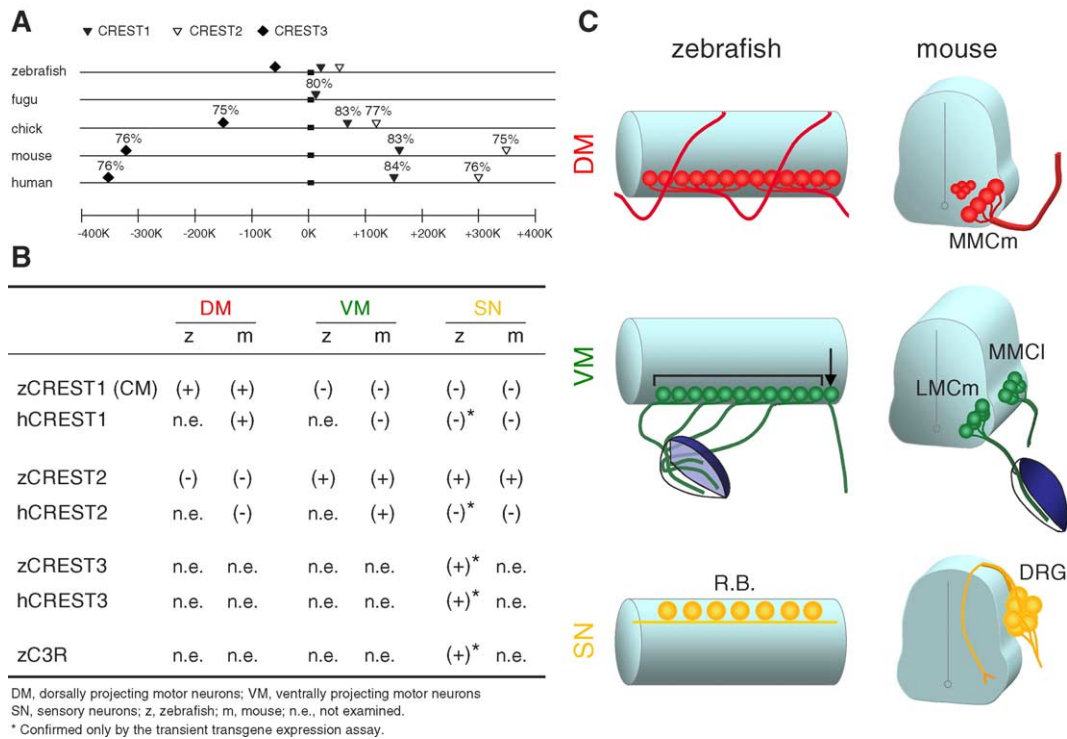 A
▼ CREST1 ▽ CREST2 ◆ CREST3
zebrafish
80%
fugu
75% 83% 77%
chick
76% 83% 75%
mouse
76% 84% 76%
human
-400K -300K -200K -100K 0K +100K +200K +300K +400K
B
DM VM SN
z m z m z m
zCREST1 (CM) (+) (+) (-) (-) (-) (-)
hCREST1 n.e. (+) n.e. (-) (-)* (-)
zCREST2 (-) (-) (+) (+) (+) (+)
hCREST2 n.e. (-) n.e. (+) (-)* (-)
zCREST3 n.e. n.e. n.e. n.e. (+)* n.e.
hCREST3 n.e. n.e. n.e. n.e. (+)* n.e.
zC3R n.e. n.e. n.e. n.e. (+)* n.e.
DM, dorsally projecting motor neurons; VM, ventrally projecting motor neurons
SN, sensory neurons; z, zebrafish; m, mouse; n.e., not examined.
* Confirmed only by the transient transgene expression assay.
C
zebrafish mouse
DM
MMCm
VM
MMCl
LMCm
SN
R.B.
DRG